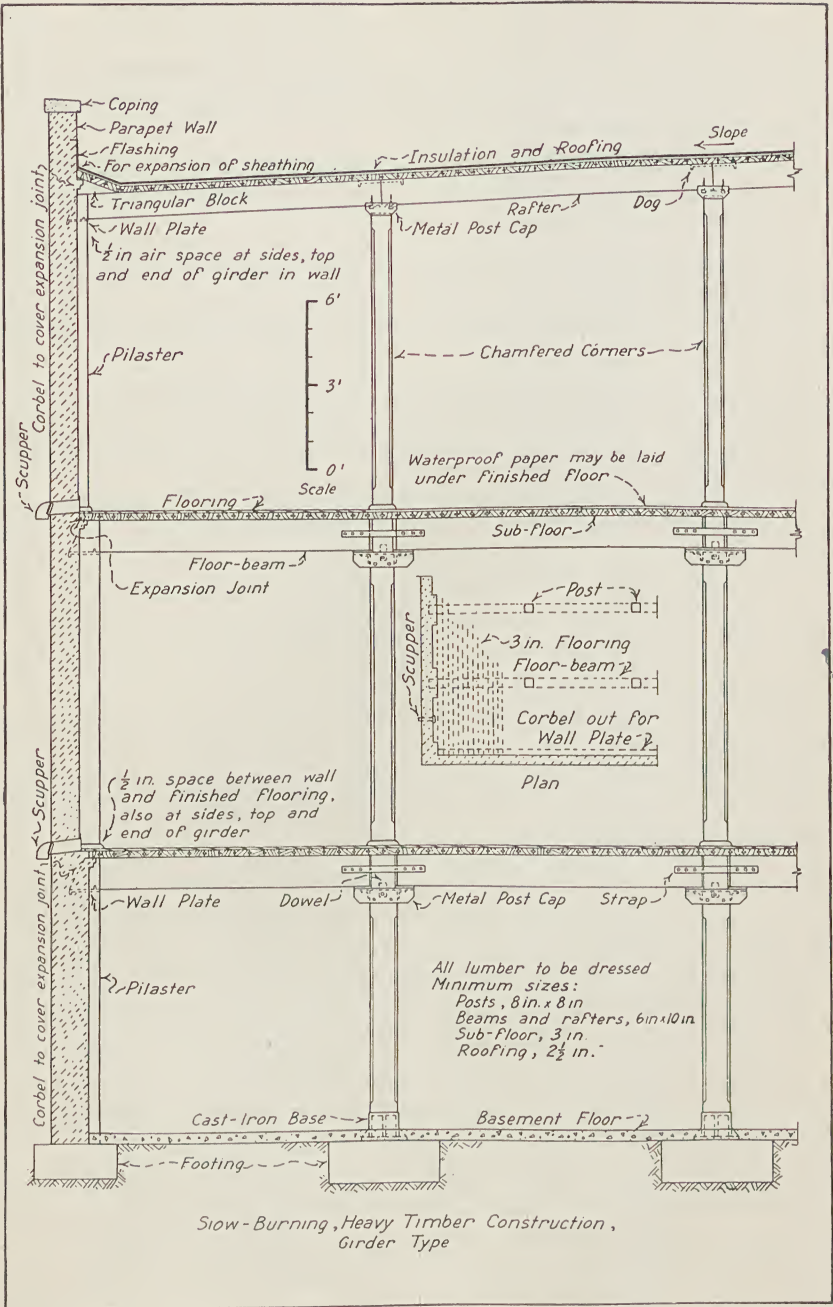 Coping
Parapet Wall
Flashing
For expansion of sheathing
Insulation and Roofing
Slope
Triangular Block
Rafter
Dog
Wall Plate
Metal Post Cap
½ in air space at sides, top
and end of girder in wall
Corbel to cover expansion joint
6'
3'
0'
Scale
Pilaster
Chamfered Corners
Scupper
Waterproof paper may be laid
under finished floor
Flooring
Sub-floor
Floor-beam
Expansion Joint
Post
3 in. Flooring
Floor-beam
Scupper
Corbel out for
Wall Plate
Plan
½ in. space between wall
and finished flooring,
also at sides, top and
end of girder
Scupper
Wall Plate
Dowel
Metal Post Cap
Strap
Corbel to cover expansion joint
Pilaster
All lumber to be dressed
Minimum sizes:
Posts, 8 in. x 8 in
Beams and rafters, 6in x 10 in
Sub-floor, 3 in.
Roofing, 2½ in.
Cast-Iron Base
Basement Floor
Footing
Slow-Burning, Heavy Timber Construction,
Girder Type